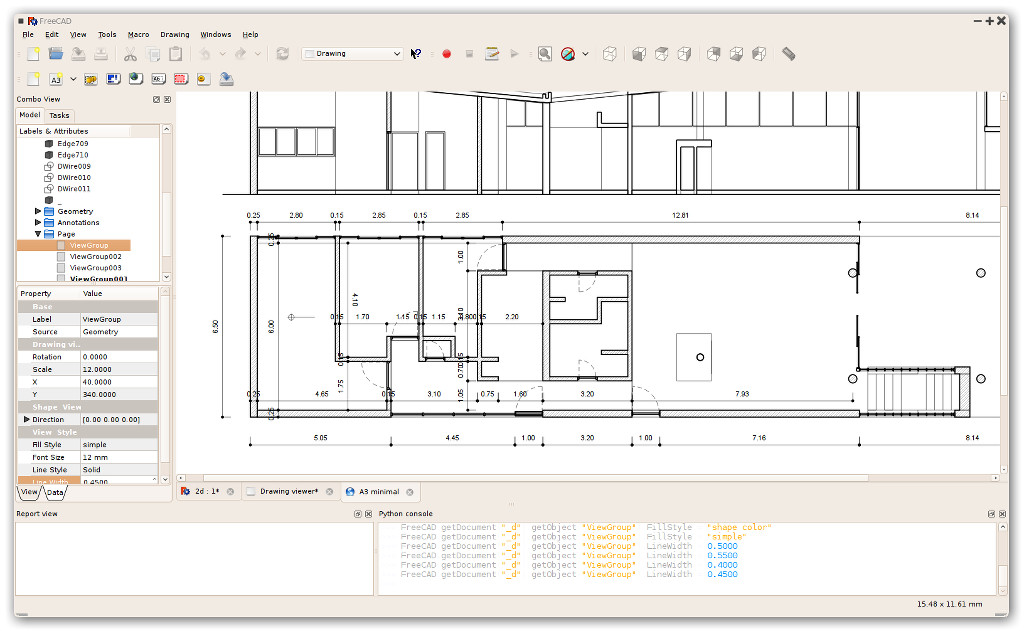 FreeCAD
File Edit View Tools Macro Drawing Windows Help
Drawing
A3
Combo View
Model Tasks
Labels & Attributes
Edge709
Edge710
DWire009
DWire010
DWire011
_
Geometry
Annotations
Page
ViewGroup
ViewGroup002
ViewGroup003
ViewGroup001
Property Value
Base
Label ViewGroup
Source Geometry
Drawing vi...
Rotation 0.0000
Scale 12.0000
X 40.0000
Y 340.0000
Shape View
Direction [0.00 0.00 0.00]
View Style
Fill Style simple
Font Size 12 mm
Line Style Solid
Line Width 0.4500
View Data
0.25 2.80 0.15 2.85 0.15 2.85 12.81 8.14
0.25
1.00
4.10
6.50
6.00
0.15 1.70 1.45 0.15 1.15 0.15 2.20
0.15
0.70
1.75
1.05
0.25 4.65 0.15 3.10 0.75 1.60 3.20 7.93
0.25
5.05 4.45 1.00 3.20 1.00 7.16 8.14
2d : 1* Drawing viewer* A3 minimal
Report view
Python console
FreeCAD getDocument "_d" getObject "ViewGroup" FillStyle "shape color"
FreeCAD getDocument "_d" getObject "ViewGroup" FillStyle "simple"
FreeCAD getDocument "_d" getObject "ViewGroup" LineWidth 0.5000
FreeCAD getDocument "_d" getObject "ViewGroup" LineWidth 0.5500
FreeCAD getDocument "_d" getObject "ViewGroup" LineWidth 0.4000
FreeCAD getDocument "_d" getObject "ViewGroup" LineWidth 0.4500
15.48 x 11.61 mm